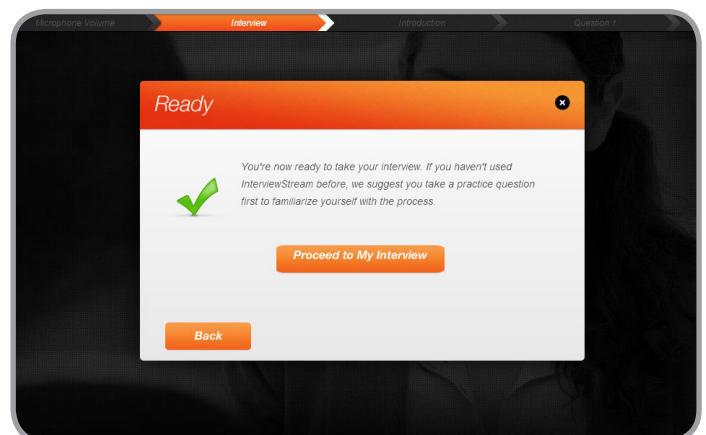 Microphone Volume
Interview
Introduction
Question 1
Ready
You're now ready to take your interview. If you haven't used
InterviewStream before, we suggest you take a practice question
first to familiarize yourself with the process.
Proceed to My Interview
Back